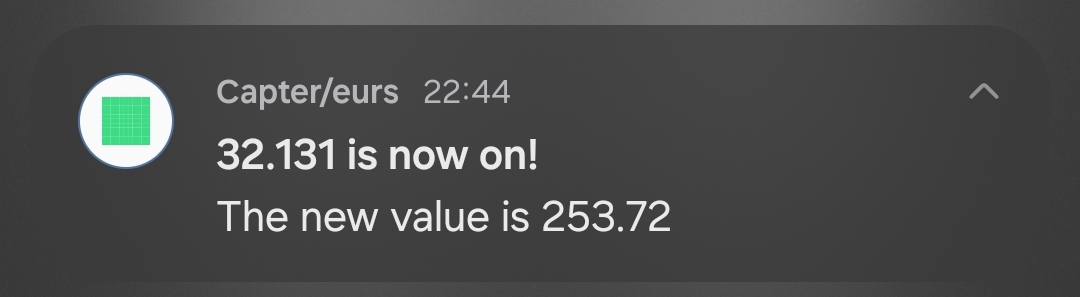 Capter/eurs 22:44
32.131 is now on!
The new value is 253.72